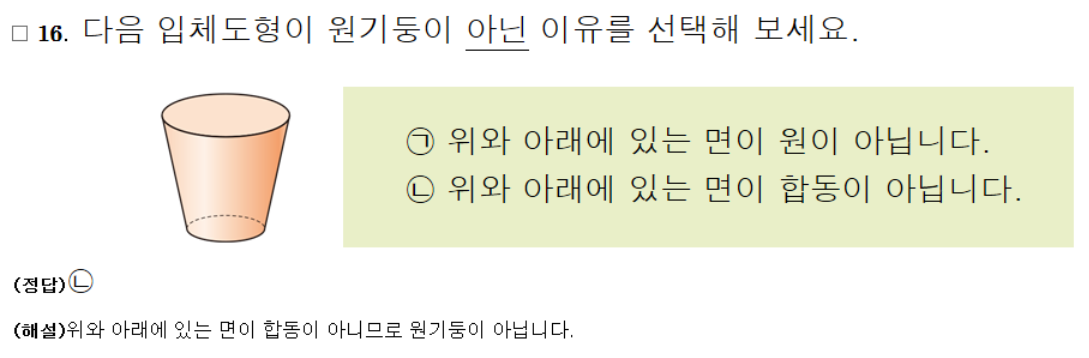 □ 16. 다음 입체도형이 원기둥이 아닌 이유를 선택해 보세요.
㉠ 위와 아래에 있는 면이 원이 아닙니다.
㉡ 위와 아래에 있는 면이 합동이 아닙니다.
(정답)㉡
(해설)위와 아래에 있는 면이 합동이 아니므로 원기둥이 아닙니다.